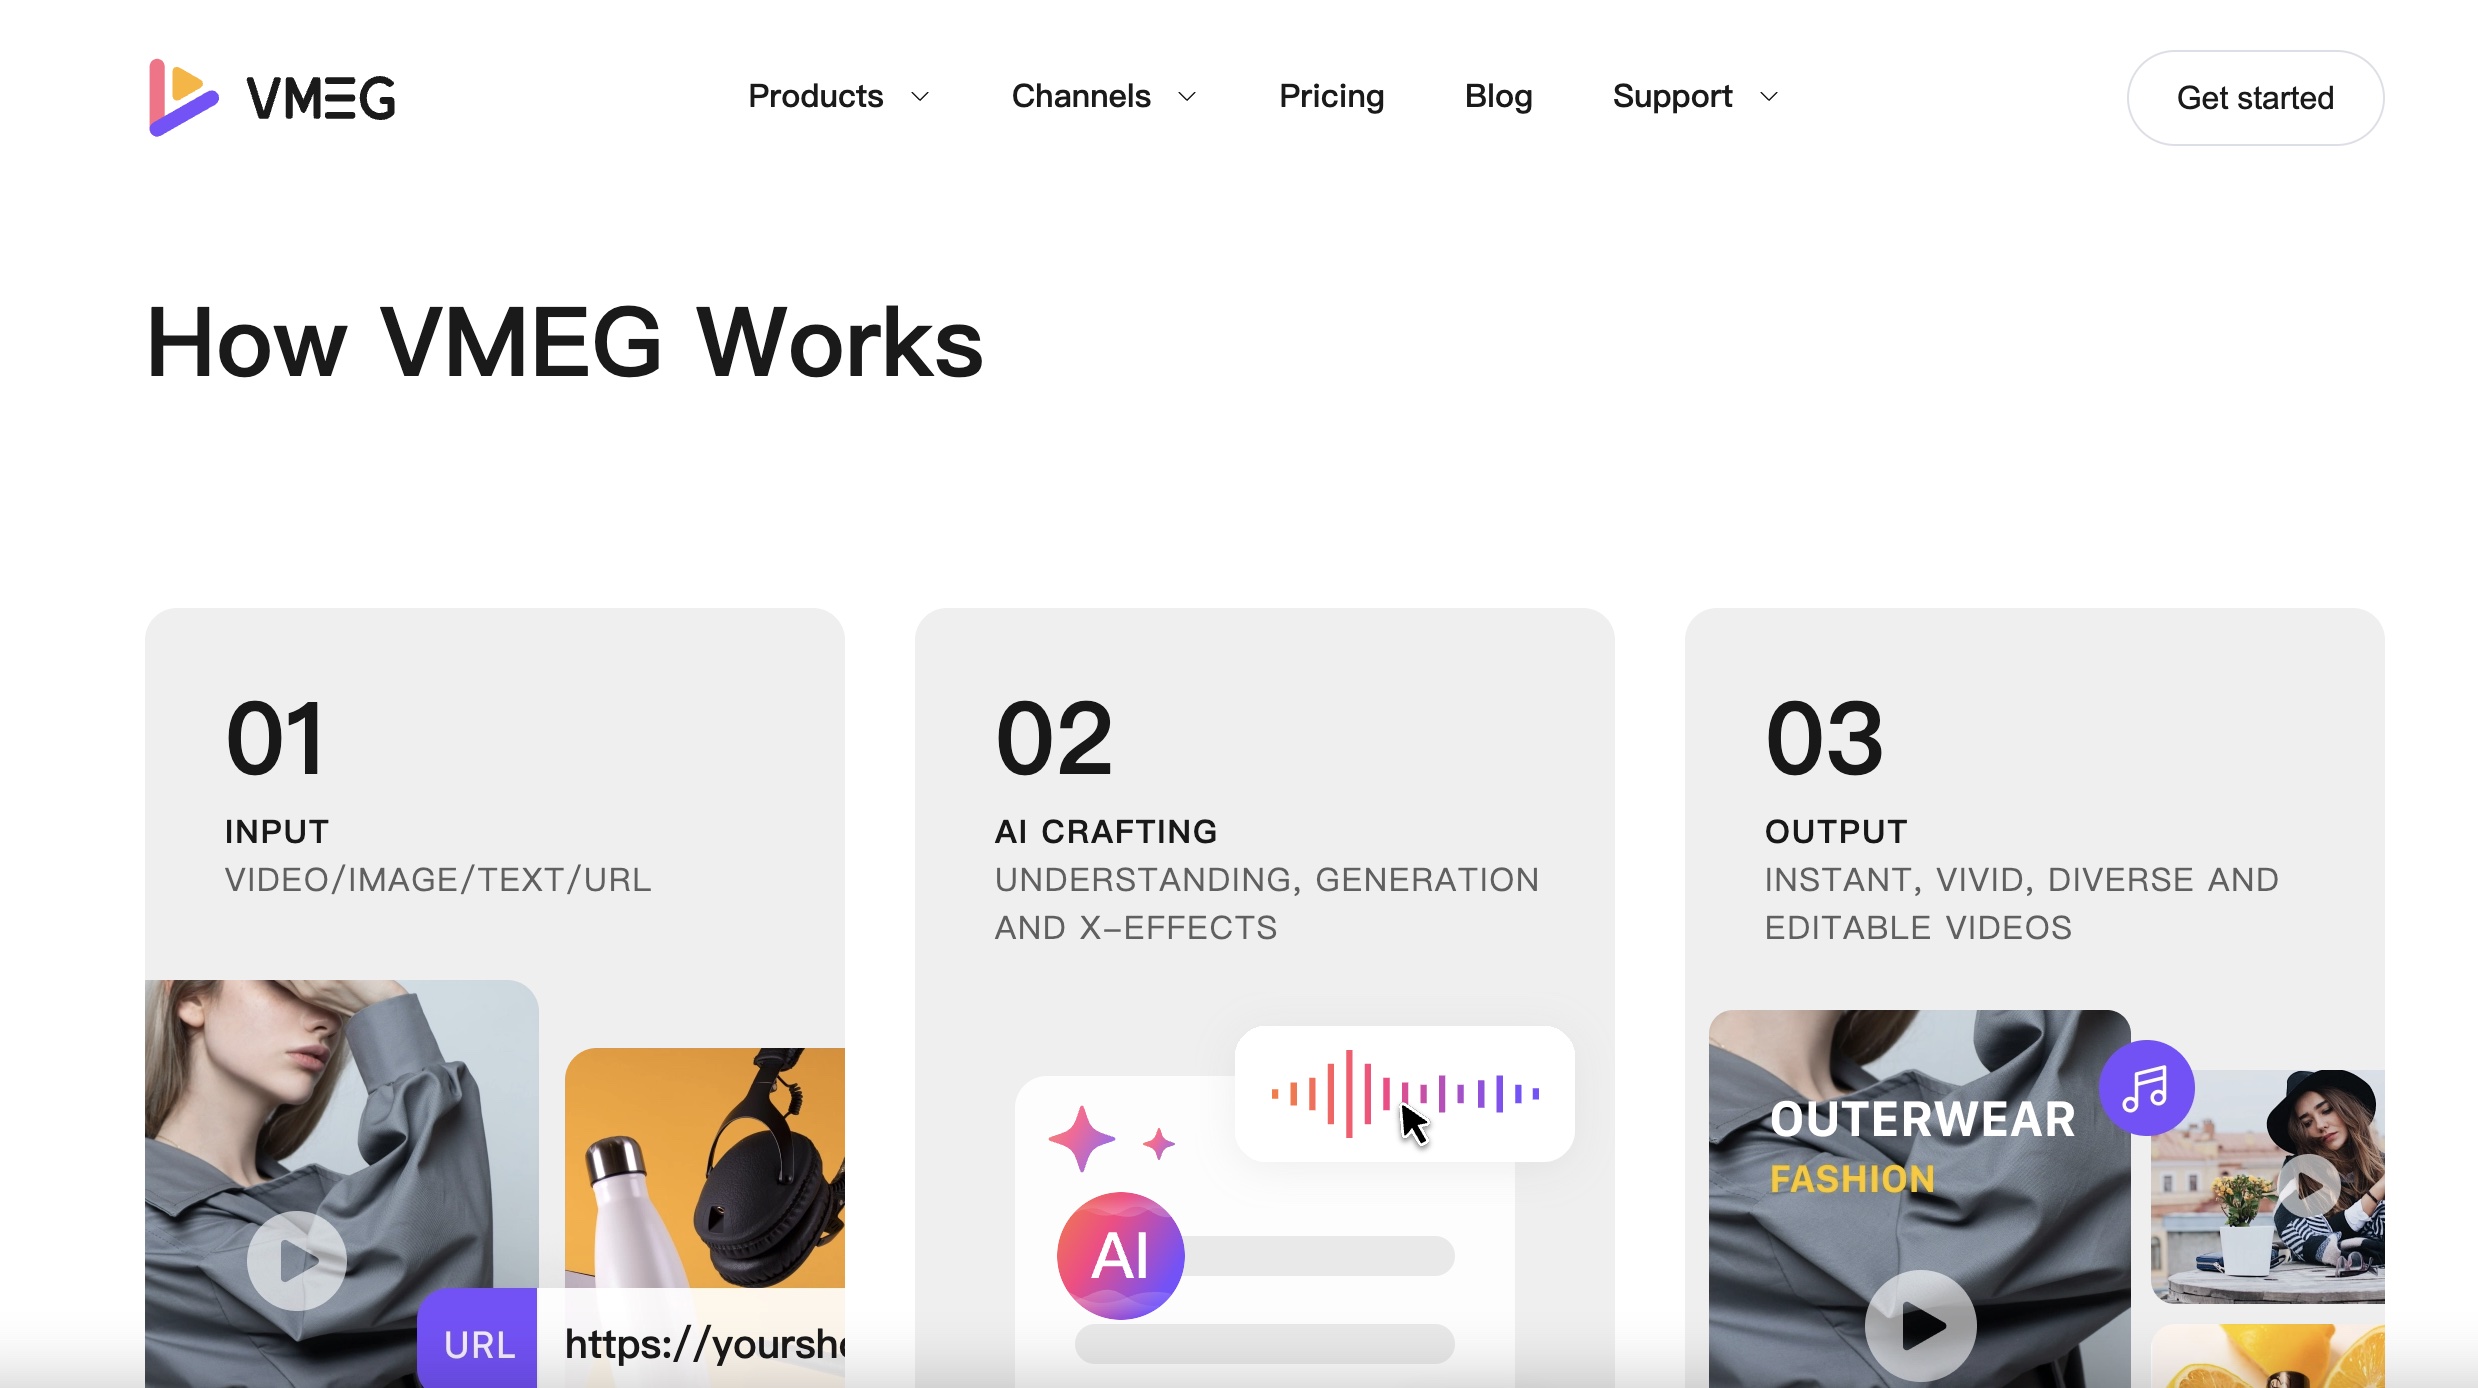 VMEG
Products
Channels
Pricing
Blog
Support
Get started
How VMEG Works
01
INPUT
VIDEO/IMAGE/TEXT/URL
URL
https://yoursh
02
AI CRAFTING
UNDERSTANDING, GENERATION
AND X-EFFECTS
AI
03
OUTPUT
INSTANT, VIVID, DIVERSE AND
EDITABLE VIDEOS
OUTERWEAR
FASHION